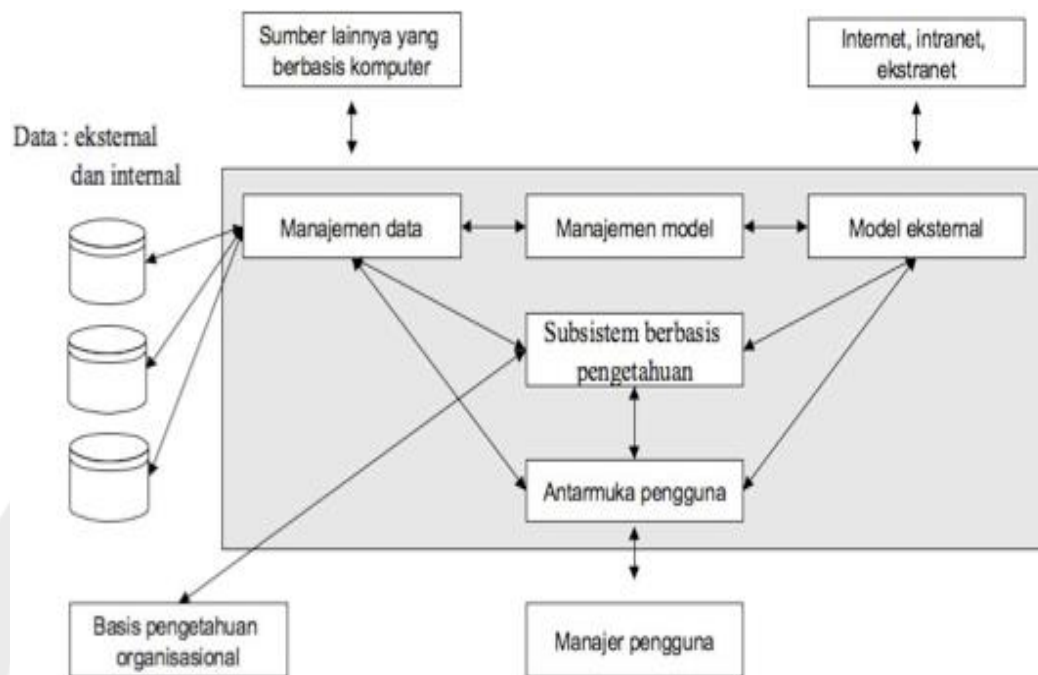 Sumber lainnya yang
berbasis komputer
Internet, intranet,
ekstranet
Data : eksternal
dan internal
Manajemen data
Manajemen model
Model eksternal
Subsistem berbasis
pengetahuan
Antarmuka pengguna
Basis pengetahuan
organisasional
Manajer pengguna